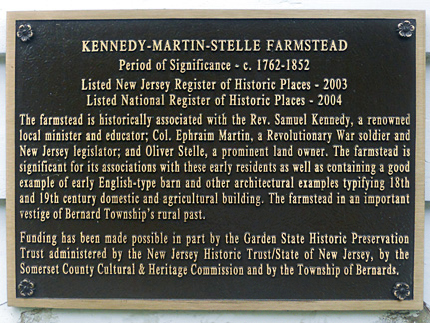 KENNEDY-MARTIN-STELLE FARMSTEAD
Period of Significance - c. 1762-1852
Listed New Jersey Register of Historic Places - 2003
Listed National Register of Historic Places - 2004
The farmstead is historically associated with the Rev. Samuel Kennedy, a renowned
local minister and educator; Col. Ephraim Martin, a Revolutionary War soldier and
New Jersey legislator; and Oliver Stelle, a prominent land owner. The farmstead is
significant for its associations with these early residents as well as containing a good
example of early English-type barn and other architectural examples typifying 18th
and 19th century domestic and agricultural building. The farmstead in an important
vestige of Bernard Township's rural past.
Funding has been made possible in part by the Garden State Historic Preservation
Trust administered by the New Jersey Historic Trust/State of New Jersey, by the
Somerset County Cultural & Heritage Commission and by the Township of Bernards.